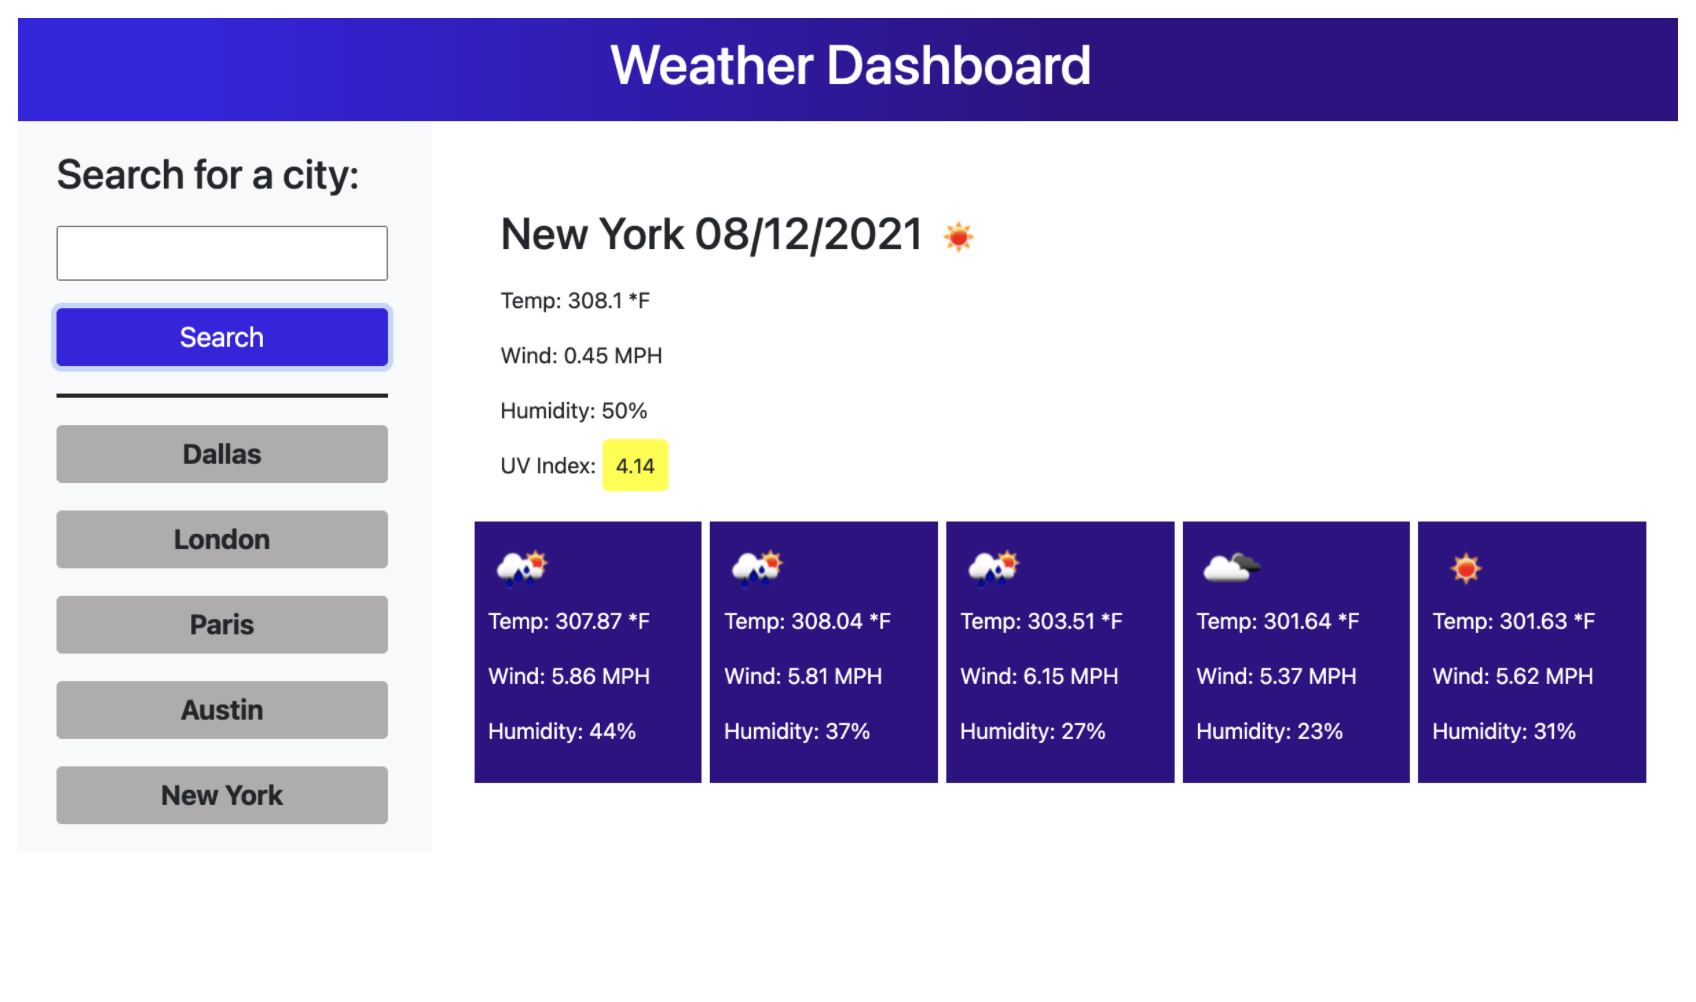 Weather Dashboard
Search for a city:
Search
Dallas
London
Paris
Austin
New York
New York 08/12/2021
Temp: 308.1 *F
Wind: 0.45 MPH
Humidity: 50%
UV Index: 4.14
Temp: 307.87 *F
Wind: 5.86 MPH
Humidity: 44%
Temp: 308.04 *F
Wind: 5.81 MPH
Humidity: 37%
Temp: 303.51 *F
Wind: 6.15 MPH
Humidity: 27%
Temp: 301.64 *F
Wind: 5.37 MPH
Humidity: 23%
Temp: 301.63 *F
Wind: 5.62 MPH
Humidity: 31%